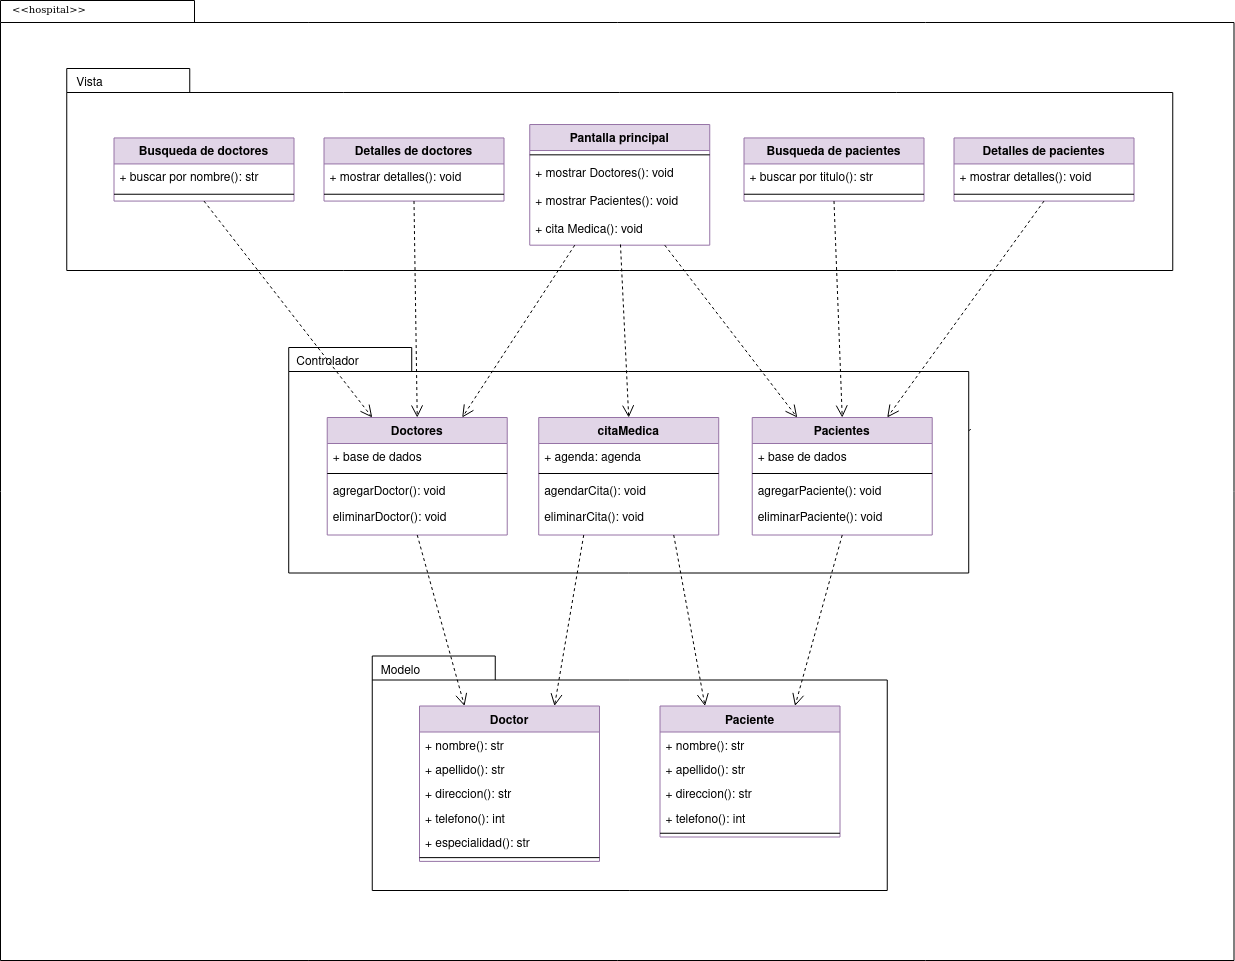 <<hospital>>
Vista
Busqueda de doctores
+ buscar por nombre(): str
Detalles de doctores
+ mostrar detalles(): void
Pantalla principal
+ mostrar Doctores(): void
+ mostrar Pacientes(): void
+ cita Medica(): void
Busqueda de pacientes
+ buscar por titulo(): str
Detalles de pacientes
+ mostrar detalles(): void
Controlador
Doctores
+ base de dados
agregarDoctor(): void
eliminarDoctor(): void
citaMedica
+ agenda: agenda
agendarCita(): void
eliminarCita(): void
Pacientes
+ base de dados
agregarPaciente(): void
eliminarPaciente(): void
Modelo
Doctor
+ nombre(): str
+ apellido(): str
+ direccion(): str
+ telefono(): int
+ especialidad(): str
Paciente
+ nombre(): str
+ apellido(): str
+ direccion(): str
+ telefono(): int